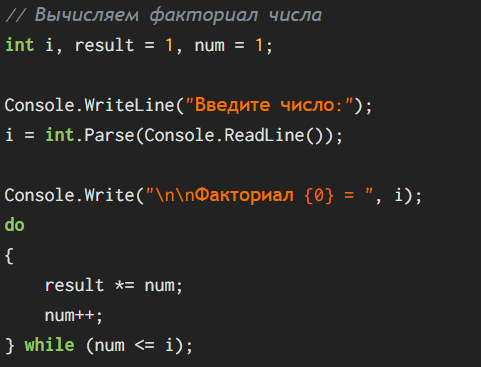 // Вычисляем факториал числа
int i, result = 1, num = 1;
Console.WriteLine("Введите число:");
i = int.Parse(Console.ReadLine());
Console.Write("\n\nФакториал {0} = ", i);
do
{
    result *= num;
    num++;
} while (num <= i);